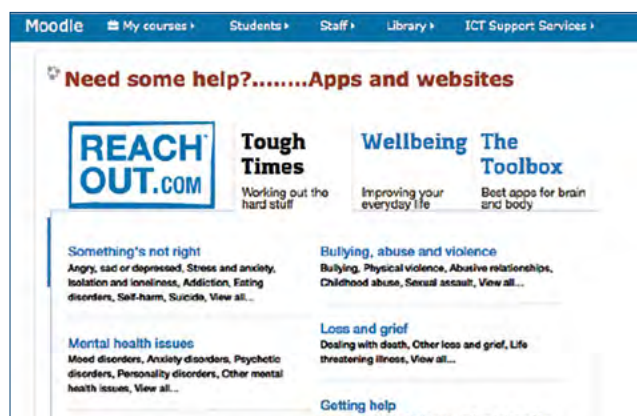 Moodle My courses Students Staff Library ICT Support Services
Need some help?........Apps and websites
REACH
OUT.COM
Tough
Times
Working out the
hard stuff
Wellbeing
Improving your
everyday life
The
Toolbox
Best apps for brain
and body
Something's not right
Angry, sad or depressed, Stress and anxiety,
Isolation and loneliness, Addiction, Eating
disorders, Self-harm, Suicide, View all...
Mental health issues
Mood disorders, Anxiety disorders, Psychotic
disorders, Personality disorders, Other mental
health issues, View all...
Bullying, abuse and violence
Bullying, Physical violence, Abusive relationships,
Childhood abuse, Sexual assault, View all...
Loss and grief
Dealing with death, Other loss and grief, Life
threatening illness, View all...
Getting help